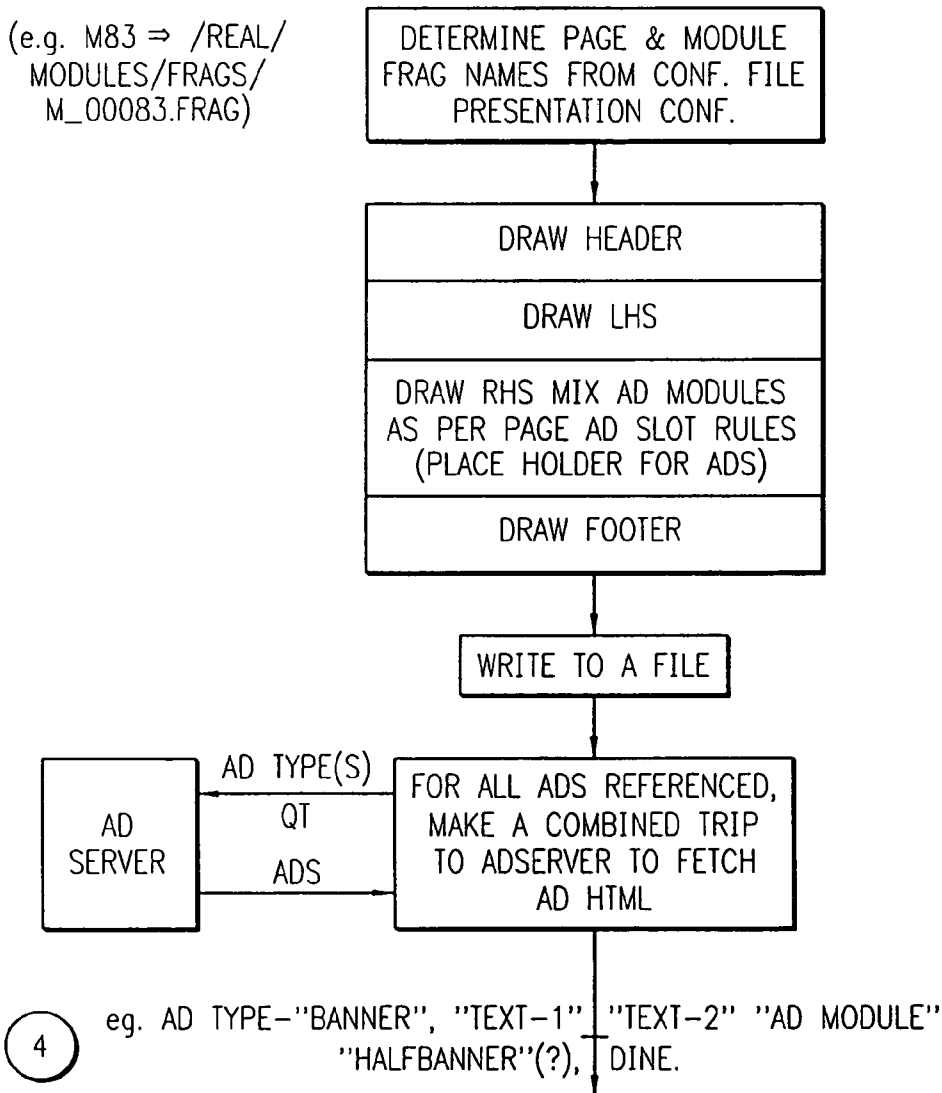 (e.g. M83 ⇒ /REAL/
MODULES/FRAGS/
M_00083.FRAG)
DETERMINE PAGE & MODULE
FRAG NAMES FROM CONF. FILE
PRESENTATION CONF.
DRAW HEADER
DRAW LHS
DRAW RHS MIX AD MODULES
AS PER PAGE AD SLOT RULES
(PLACE HOLDER FOR ADS)
DRAW FOOTER
WRITE TO A FILE
AD
SERVER
AD TYPE(S)
QT
ADS
FOR ALL ADS REFERENCED,
MAKE A COMBINED TRIP
TO ADSERVER TO FETCH
AD HTML
4
eg. AD TYPE-"BANNER", "TEXT-1" "TEXT-2" "AD MODULE"
"HALFBANNER"(?), DINE.